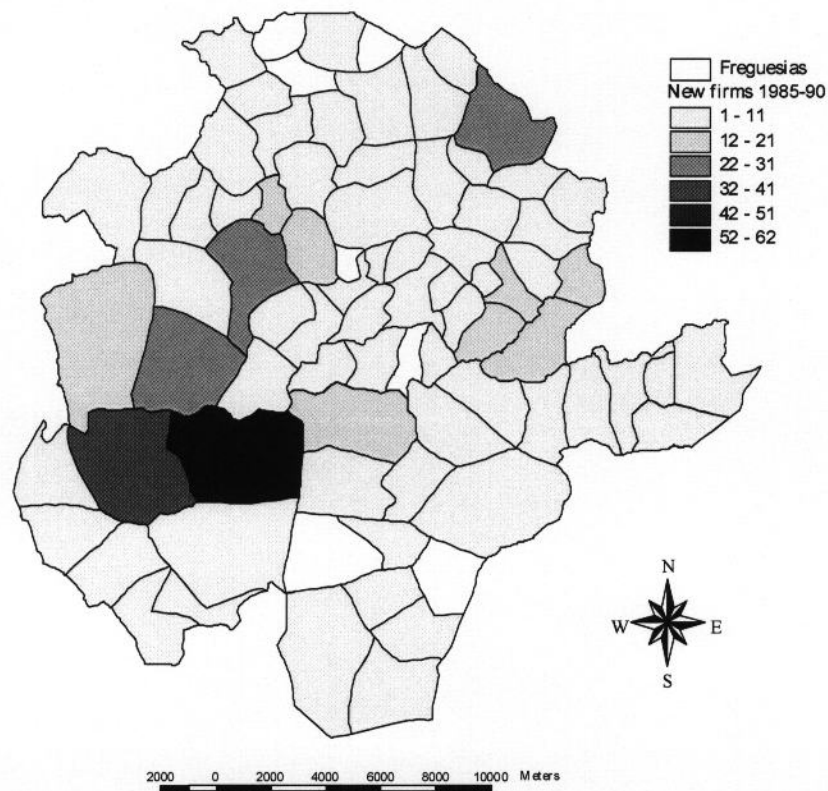 Freguesias
New firms 1985-90
1 - 11
12 - 21
22 - 31
32 - 41
42 - 51
52 - 62
N
W E
S
2000 0 2000 4000 6000 8000 10000 Meters